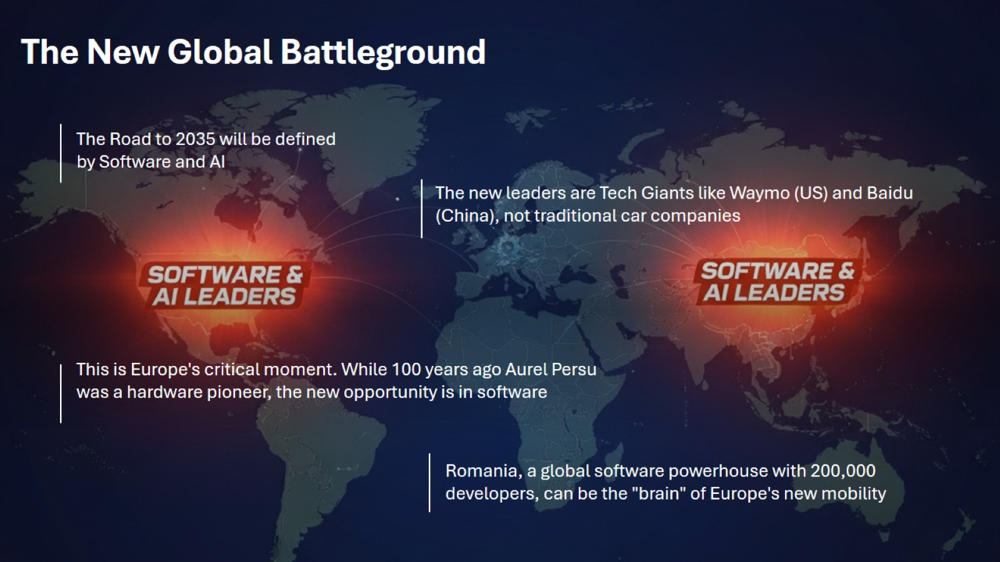 The New Global Battleground
The Road to 2035 will be defined
by Software and AI
The new leaders are Tech Giants like Waymo (US) and Baidu
(China), not traditional car companies
SOFTWARE &
AI LEADERS
SOFTWARE &
AI LEADERS
This is Europe's critical moment. While 100 years ago Aurel Persu
was a hardware pioneer, the new opportunity is in software
Romania, a global software powerhouse with 200,000
developers, can be the "brain" of Europe's new mobility